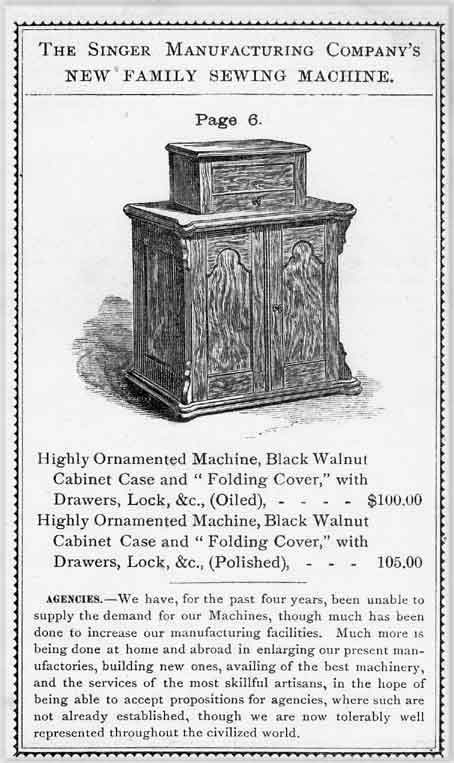 THE SINGER MANUFACTURING COMPANY'S
NEW FAMILY SEWING MACHINE.
Page 6.
Highly Ornamented Machine, Black Walnut
Cabinet Case and " Folding Cover," with
Drawers, Lock, &c., (Oiled), - - - - $100.00
Highly Ornamented Machine, Black Walnut
Cabinet Case and " Folding Cover," with
Drawers, Lock, &c., (Polished), - - - 105.00
AGENCIES.—We have, for the past four years, been unable to
supply the demand for our Machines, though much has been
done to increase our manufacturing facilities. Much more is
being done at home and abroad in enlarging our present man-
ufactories, building new ones, availing of the best machinery,
and the services of the most skillful artisans, in the hope of
being able to accept propositions for agencies, where such are
not already established, though we are now tolerably well
represented throughout the civilized world.